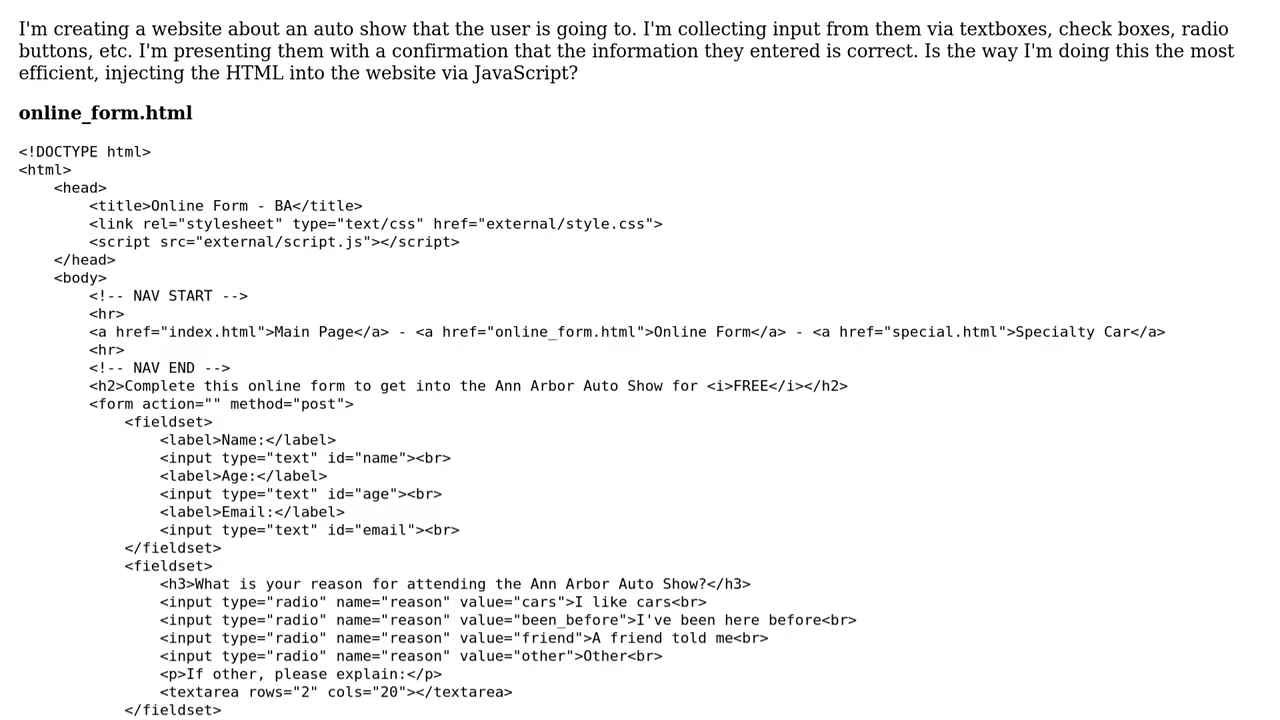 I'm creating a website about an auto show that the user is going to. I'm collecting input from them via textboxes, check boxes, radio
buttons, etc. I'm presenting them with a confirmation that the information they entered is correct. Is the way I'm doing this the most
efficient, injecting the HTML into the website via JavaScript?
online_form.html
<!DOCTYPE html>
<html>
    <head>
        <title>Online Form - BA</title>
        <link rel="stylesheet" type="text/css" href="external/style.css">
        <script src="external/script.js"></script>
    </head>
    <body>
        <!-- NAV START -->
        <hr>
        <a href="index.html">Main Page</a> - <a href="online_form.html">Online Form</a> - <a href="special.html">Specialty Car</a>
        <hr>
        <!-- NAV END -->
        <h2>Complete this online form to get into the Ann Arbor Auto Show for <i>FREE</i></h2>
        <form action="" method="post">
            <fieldset>
                <label>Name:</label>
                <input type="text" id="name"><br>
                <label>Age:</label>
                <input type="text" id="age"><br>
                <label>Email:</label>
                <input type="text" id="email"><br>
            </fieldset>
            <fieldset>
                <h3>What is your reason for attending the Ann Arbor Auto Show?</h3>
                <input type="radio" name="reason" value="cars">I like cars<br>
                <input type="radio" name="reason" value="been_before">I've been here before<br>
                <input type="radio" name="reason" value="friend">A friend told me<br>
                <input type="radio" name="reason" value="other">Other<br>
                <p>If other, please explain:</p>
                <textarea rows="2" cols="20"></textarea>
            </fieldset>